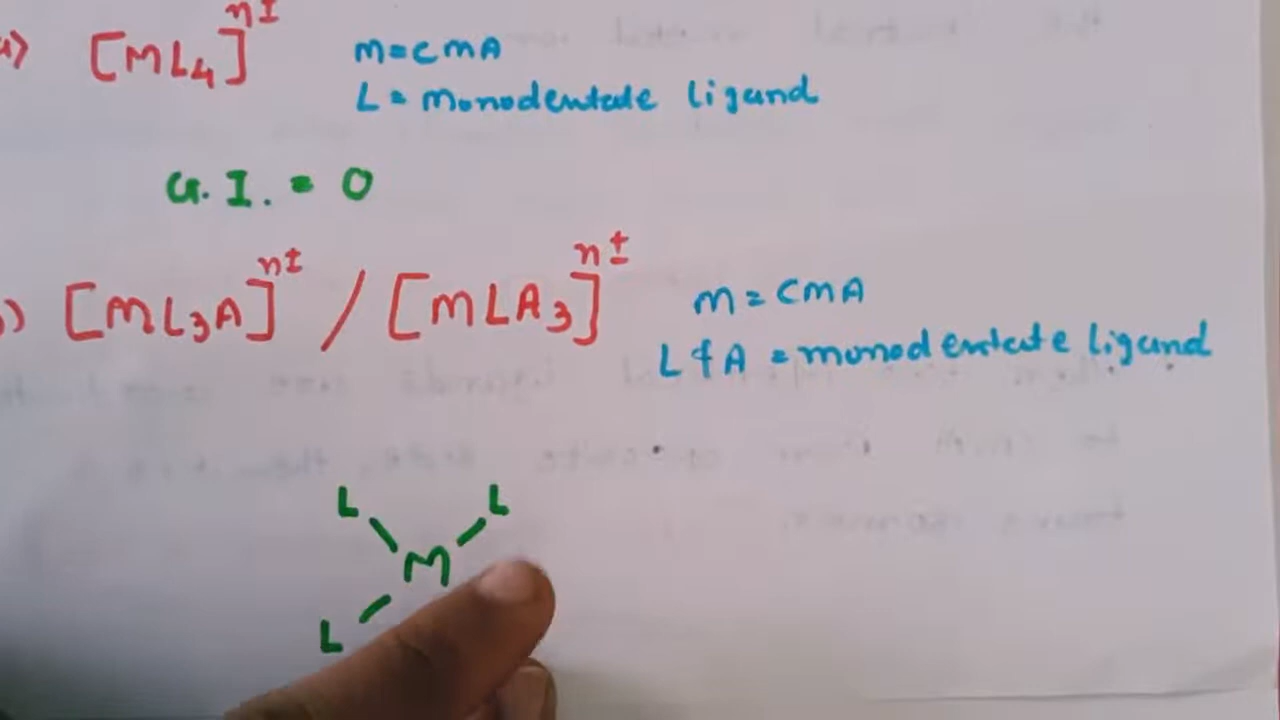 a) [ML₄]ⁿ± M = CMA
L = monodentate ligand
G.I. = 0
b) [ML₃A]ⁿ± / [MLA₃]ⁿ± M = CMA
L & A = monodentate ligand
L L
M
L